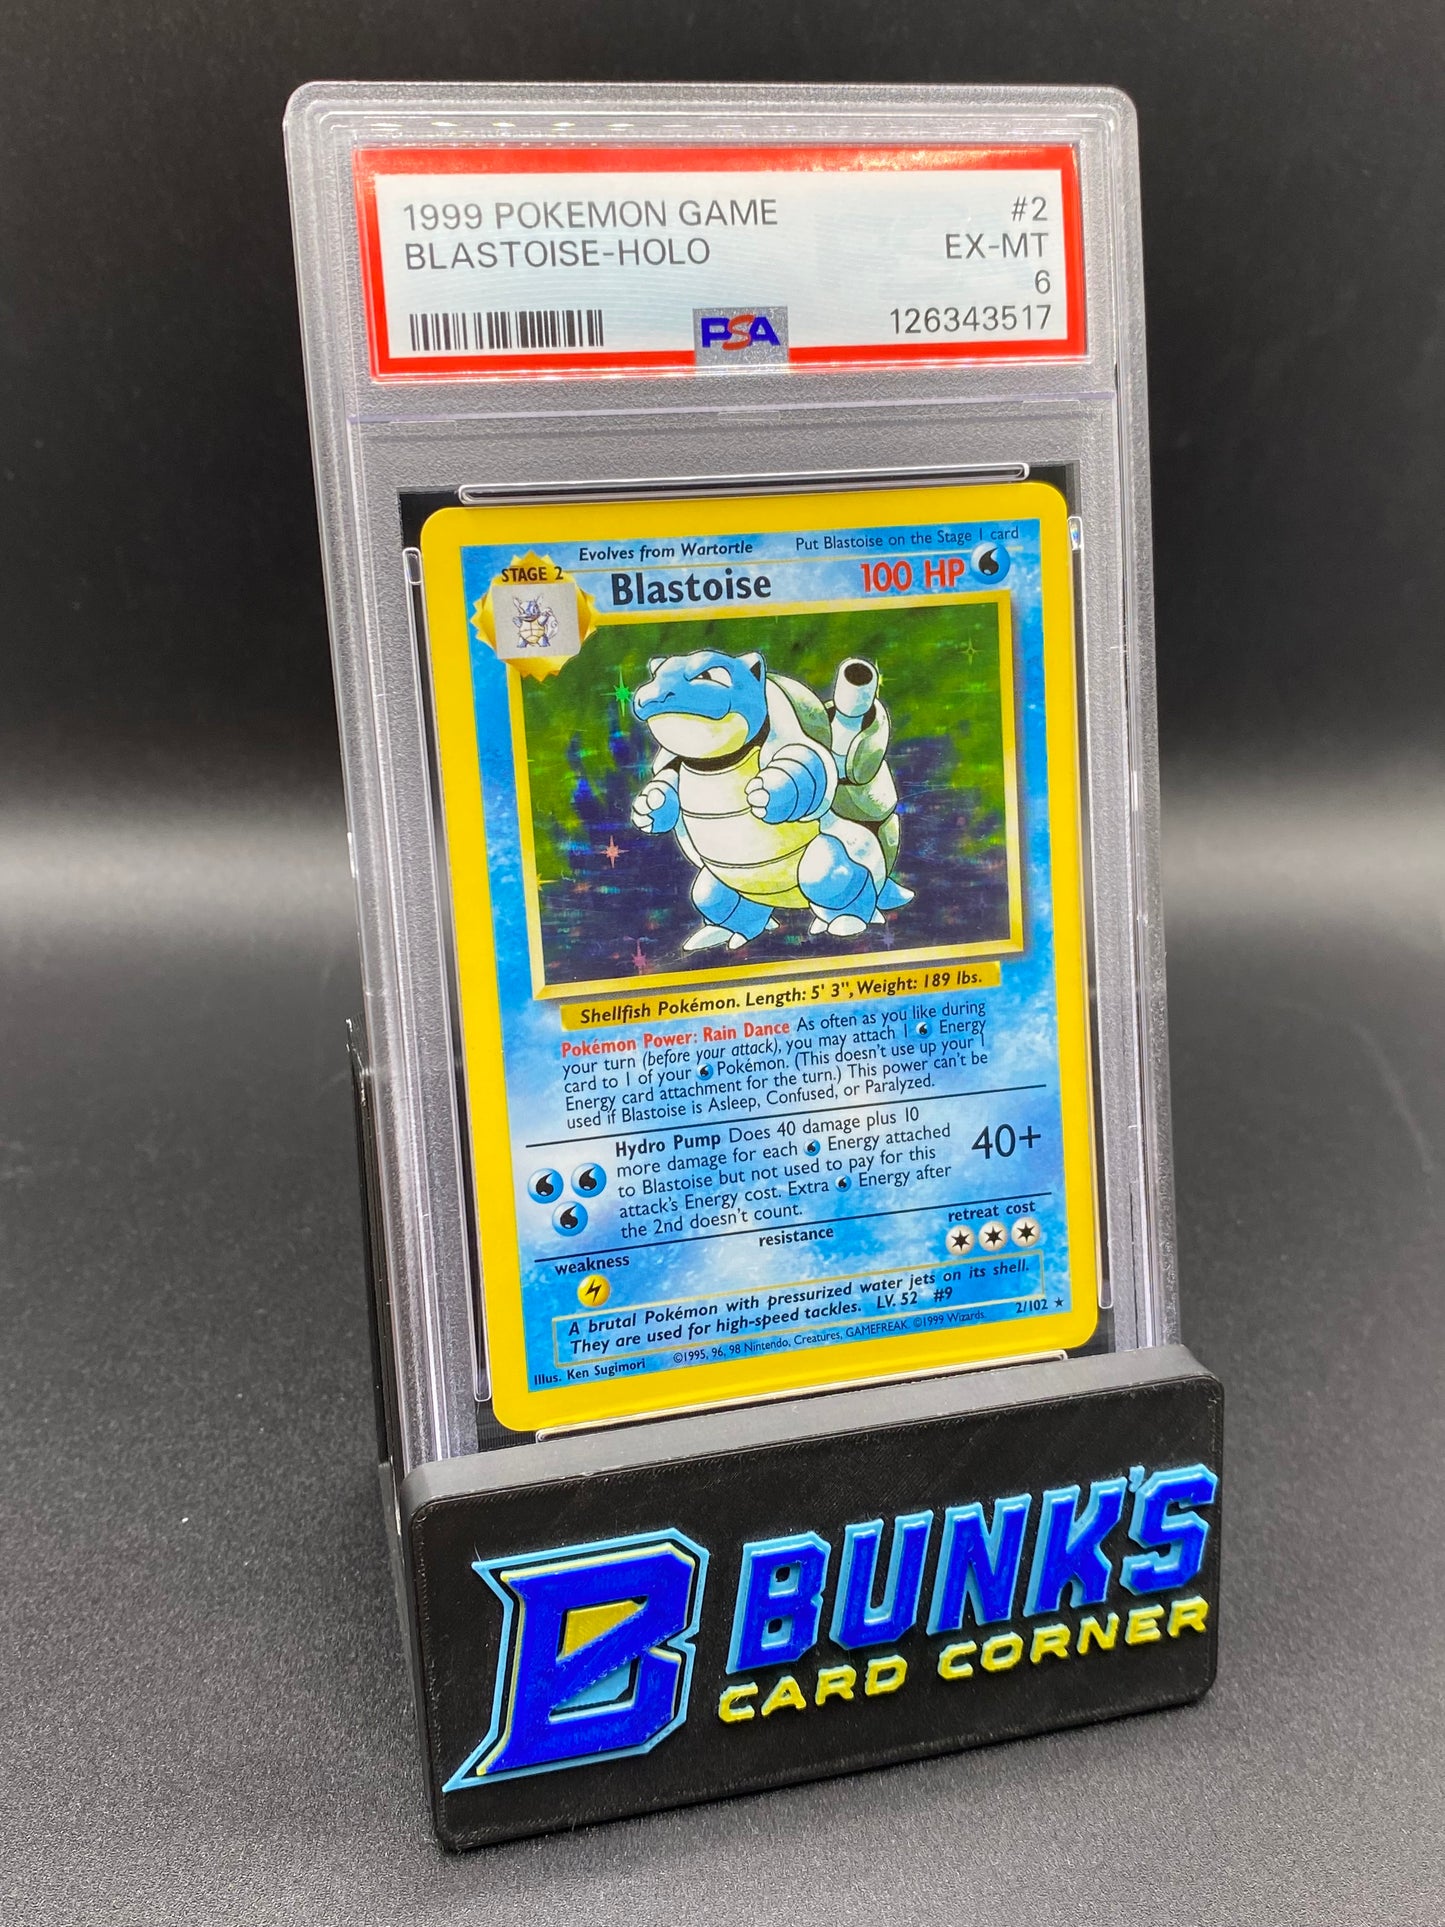 1999 POKEMON GAME #2
BLASTOISE-HOLO EX-MT
6
PSA 126343517
Evolves from Wartortle Put Blastoise on the Stage 1 card
STAGE 2
Blastoise 100 HP
Shellfish Pokémon. Length: 5' 3", Weight: 189 lbs.
Pokémon Power: Rain Dance As often as you like during
your turn (before your attack), you may attach 1 Energy
card to 1 of your Pokémon. (This doesn't use up your 1
Energy card attachment for the turn.) This power can't be
used if Blastoise is Asleep, Confused, or Paralyzed.
Hydro Pump Does 40 damage plus 10
more damage for each Energy attached
to Blastoise but not used to pay for this
attack's Energy cost. Extra Energy after
the 2nd doesn't count.
40+
weakness resistance retreat cost
A brutal Pokémon with pressurized water jets on its shell.
They are used for high-speed tackles. LV. 52 #9
Illus. Ken Sugimori ©1995, 96, 98 Nintendo, Creatures, GAMEFREAK. ©1999 Wizards. 2/102 ★
B BUNK'S
CARD CORNER